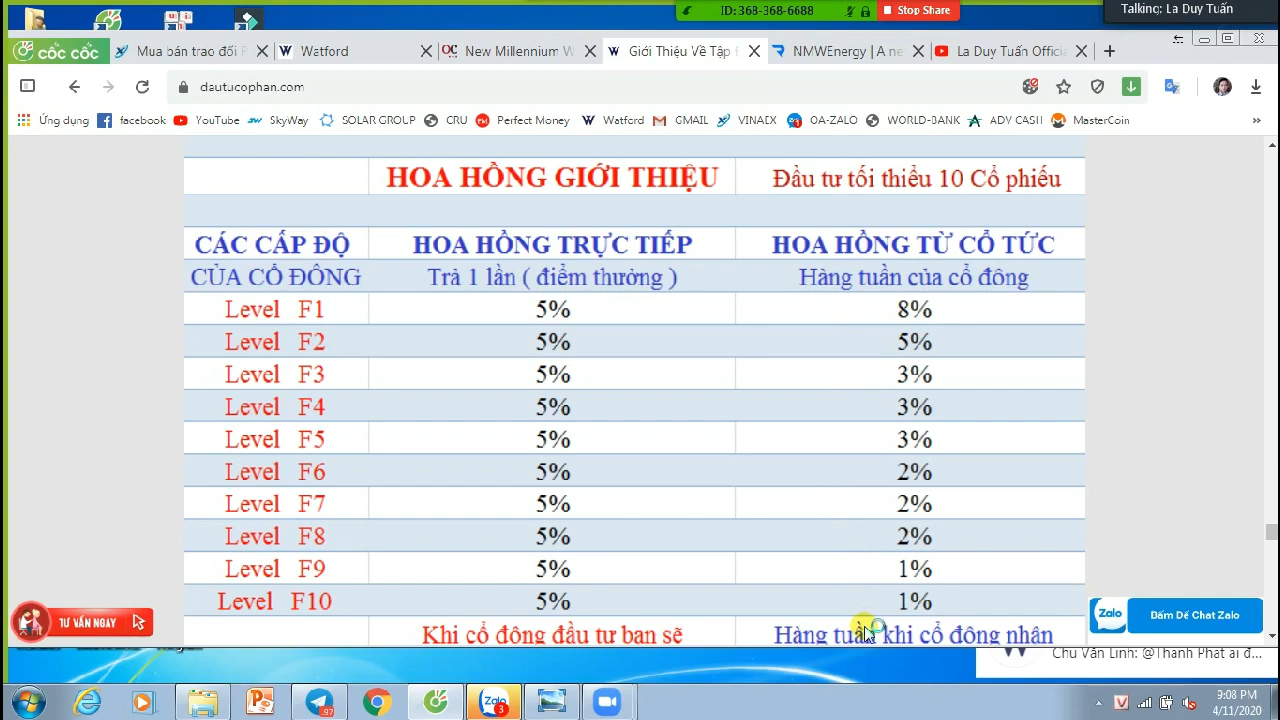 ID: 368-368-6688
Stop Share
Talking: La Duy Tuấn
cốc cốc
Mua bán trao đổi P
Watford
New Millennium W
Giới Thiệu Về Tập
NMWEnergy | A ne
La Duy Tuấn Officia
dautucophan.com
Ứng dụng
facebook
YouTube
SkyWay
SOLAR GROUP
CRU
Perfect Money
Watford
GMAIL
VINAEX
OA-ZALO
WORLD-BANK
ADV CASH
MasterCoin
HOA HỒNG GIỚI THIỆU
Đầu tư tối thiểu 10 Cổ phiếu
CÁC CẤP ĐỘ
HOA HỒNG TRỰC TIẾP
HOA HỒNG TỪ CỔ TỨC
CỦA CỔ ĐÔNG
Trả 1 lần ( điểm thưởng )
Hàng tuần của cổ đông
Level F1 5% 8%
Level F2 5% 5%
Level F3 5% 3%
Level F4 5% 3%
Level F5 5% 3%
Level F6 5% 2%
Level F7 5% 2%
Level F8 5% 2%
Level F9 5% 1%
Level F10 5% 1%
Khi cổ đông đầu tư bạn sẽ
Hàng tuần khi cổ đông nhận
TƯ VẤN NGAY
Zalo
Bấm Để Chat Zalo
Chu Văn Linh: @Thành Phát ai đ...
97
Zalo
3
9:08 PM
4/11/2020